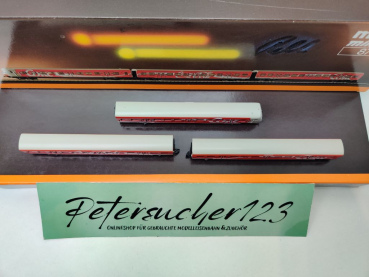 Petersucher123
Onlineshop für gebrauchte Modelleisenbahn & Zubehör